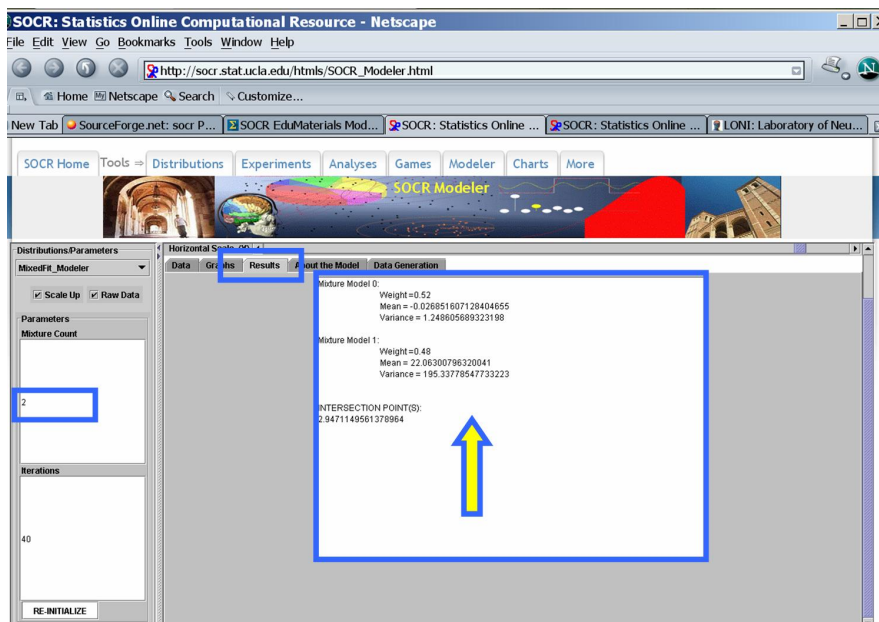 SOCR: Statistics Online Computational Resource - Netscape
File Edit View Go Bookmarks Tools Window Help
http://socr.stat.ucla.edu/htmls/SOCR_Modeler.html
N
Home My Netscape Search Customize...
New Tab SourceForge.net: socr P... Σ SOCR EduMaterials Mod... SOCR: Statistics Online ... SOCR: Statistics Online ... LONI: Laboratory of Neu...
SOCR Home Tools ⇒ Distributions Experiments Analyses Games Modeler Charts More
SOCR Modeler
Distributions/Parameters
MixedFit_Modeler
Scale Up Raw Data
Parameters
Mixture Count
2
Iterations
40
RE-INITIALIZE
Horizontal Scale (X)
Data Graphs Results About the Model Data Generation
Mixture Model 0:
Weight=0.52
Mean = -0.026851607128404655
Variance = 1.248605689323198
Mixture Model 1:
Weight=0.48
Mean = 22.06300796320041
Variance = 195.33778547733223
INTERSECTION POINT(S):
2.9471149561378964